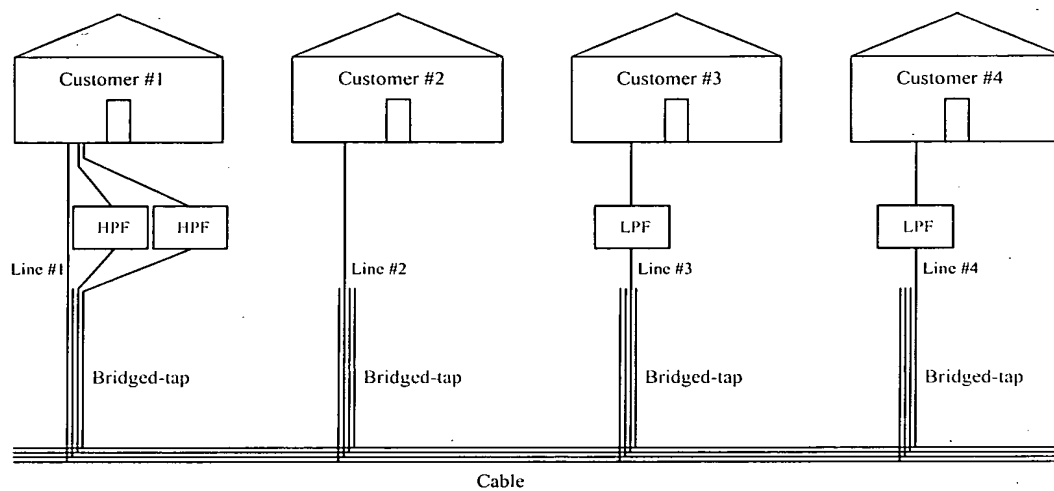 Customer #1
Customer #2
Customer #3
Customer #4
HPF
HPF
LPF
LPF
Line #1
Line #2
Line #3
Line #4
Bridged-tap
Bridged-tap
Bridged-tap
Bridged-tap
Cable